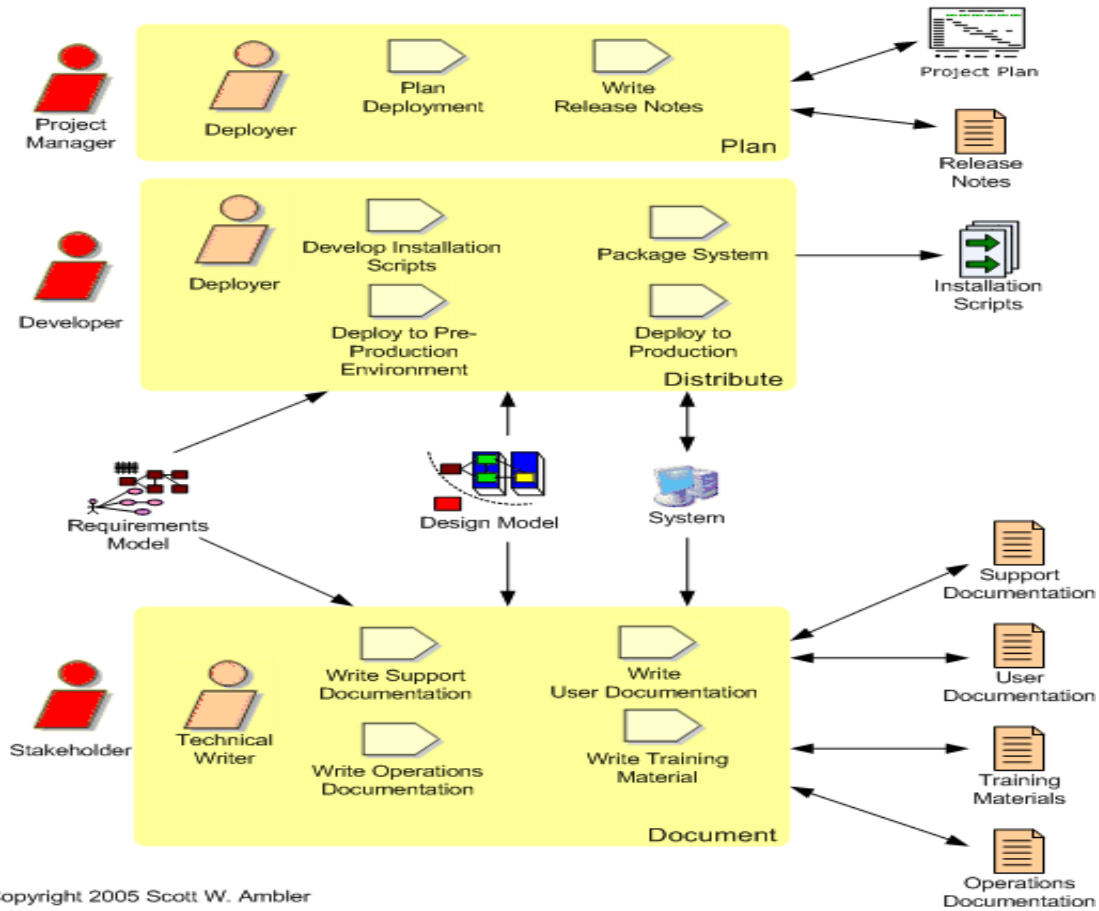 Project Plan
Plan
Deployment
Write
Release Notes
Project
Manager
Deployer
Plan
Release
Notes
Develop Installation
Scripts
Package System
Deployer
Installation
Scripts
Developer
Deploy to Pre-
Production
Environment
Deploy to
Production
Distribute
Requirements
Model
Design Model
System
Support
Documentation
Write Support
Documentation
Write
User Documentation
User
Documentation
Stakeholder
Technical
Writer
Write Operations
Documentation
Write Training
Material
Training
Materials
Document
Operations
Documentation
opyright 2005 Scott W. Ambler